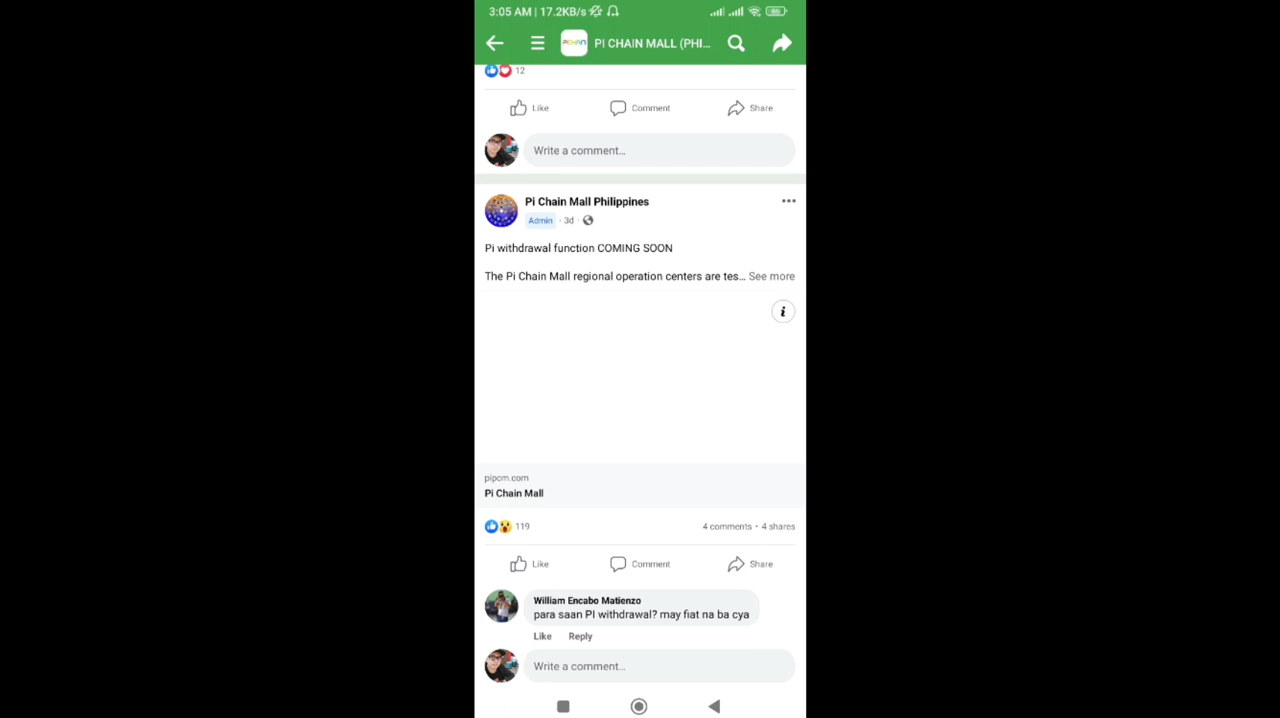 3:05 AM | 17.2KB/s
PI CHAIN MALL (PHI...
12
Like Comment Share
Write a comment...
Pi Chain Mall Philippines
Admin · 3d ·
Pi withdrawal function COMING SOON
The Pi Chain Mall regional operation centers are tes... See more
pipcm.com
Pi Chain Mall
119 4 comments • 4 shares
Like Comment Share
William Encabo Matienzo
para saan PI withdrawal? may fiat na ba cya
Like Reply
Write a comment...